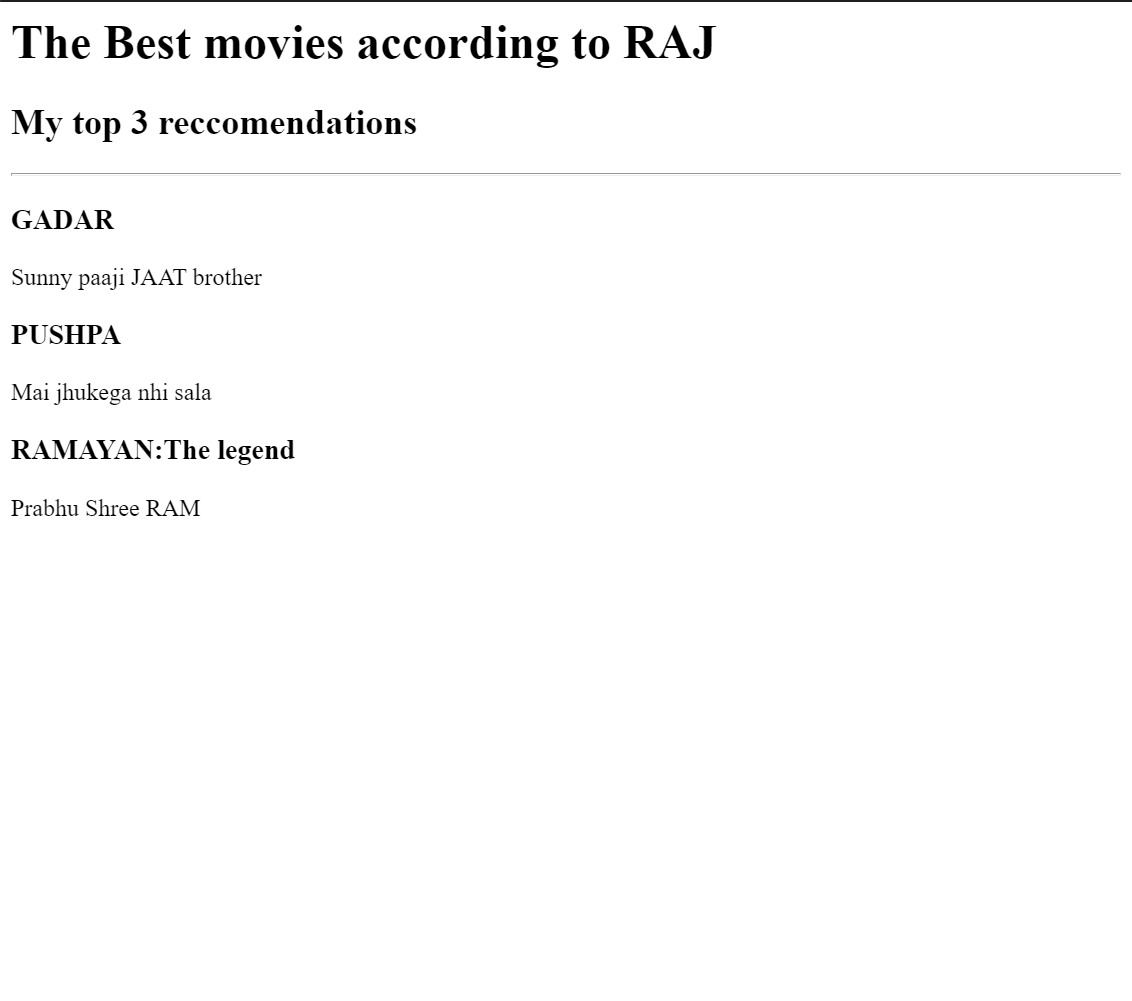 The Best movies according to RAJ
My top 3 reccomendations
GADAR
Sunny paaji JAAT brother
PUSHPA
Mai jhukega nhi sala
RAMAYAN:The legend
Prabhu Shree RAM